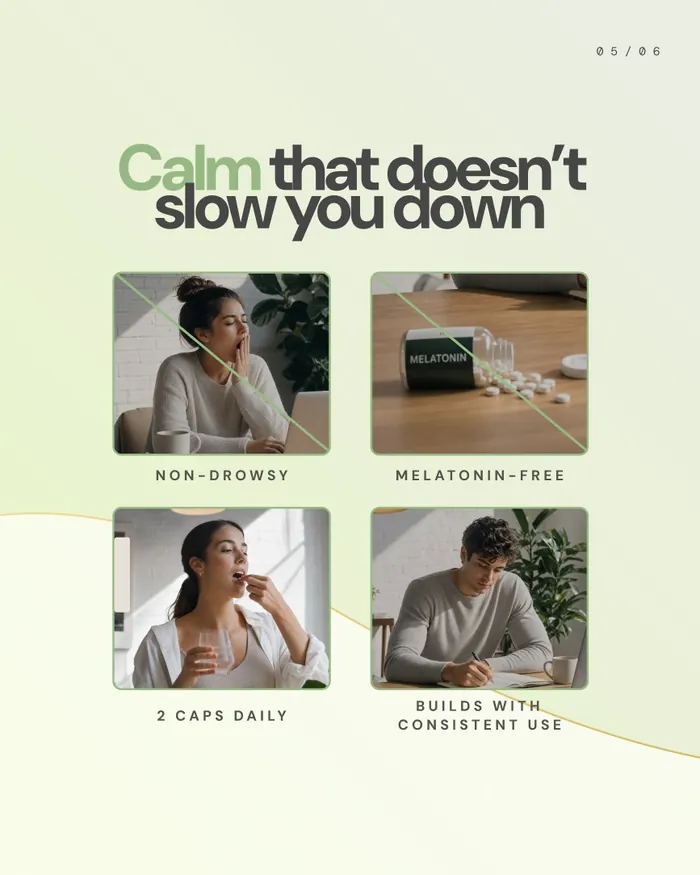 05/06
Calm that doesn’t
slow you down
MELATONIN
NON-DROWSY
MELATONIN-FREE
2 CAPS DAILY
BUILDS WITH
CONSISTENT USE